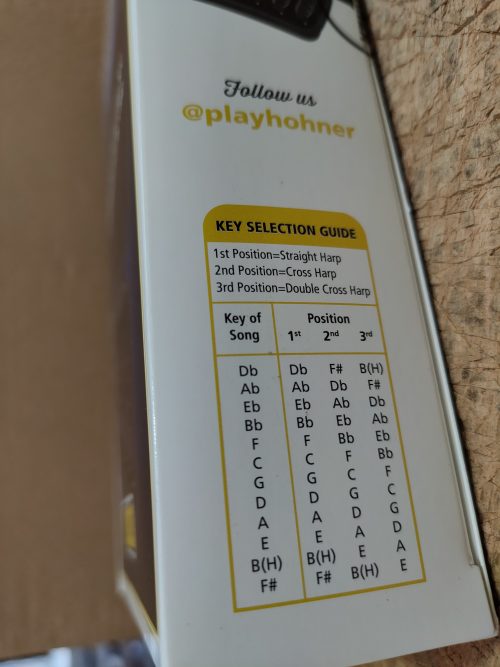 Follow us
@playhohner
KEY SELECTION GUIDE
1st Position=Straight Harp
2nd Position=Cross Harp
3rd Position=Double Cross Harp
Key of Song Position
1st 2nd 3rd
Db Db F# B(H)
Ab Ab Db F#
Eb Eb Ab Db
Bb Bb Eb Ab
F F Bb Eb
C C F Bb
G G C F
D D G C
A A D G
E E A D
B(H) B(H) E A
F# F# B(H) E